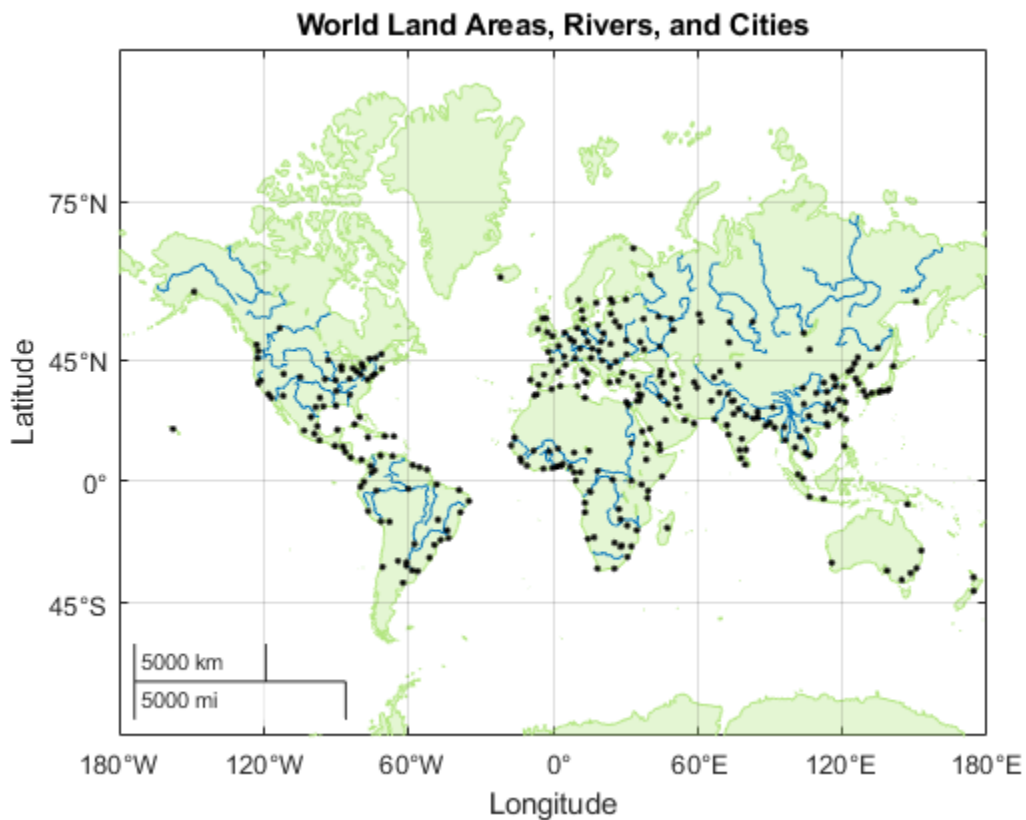 World Land Areas, Rivers, and Cities
Latitude
75°N
45°N
0°
45°S
5000 km
5000 mi
180°W 120°W 60°W 0° 60°E 120°E 180°E
Longitude